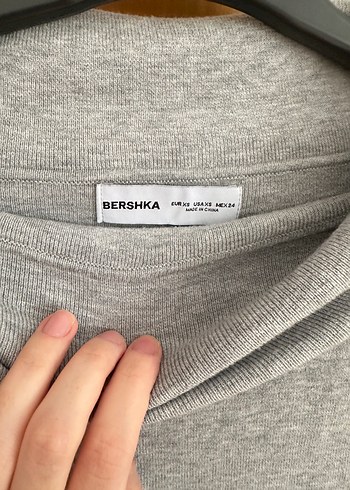 BERSHKA
EUR XS USA XS MEX 24
MADE IN CHINA